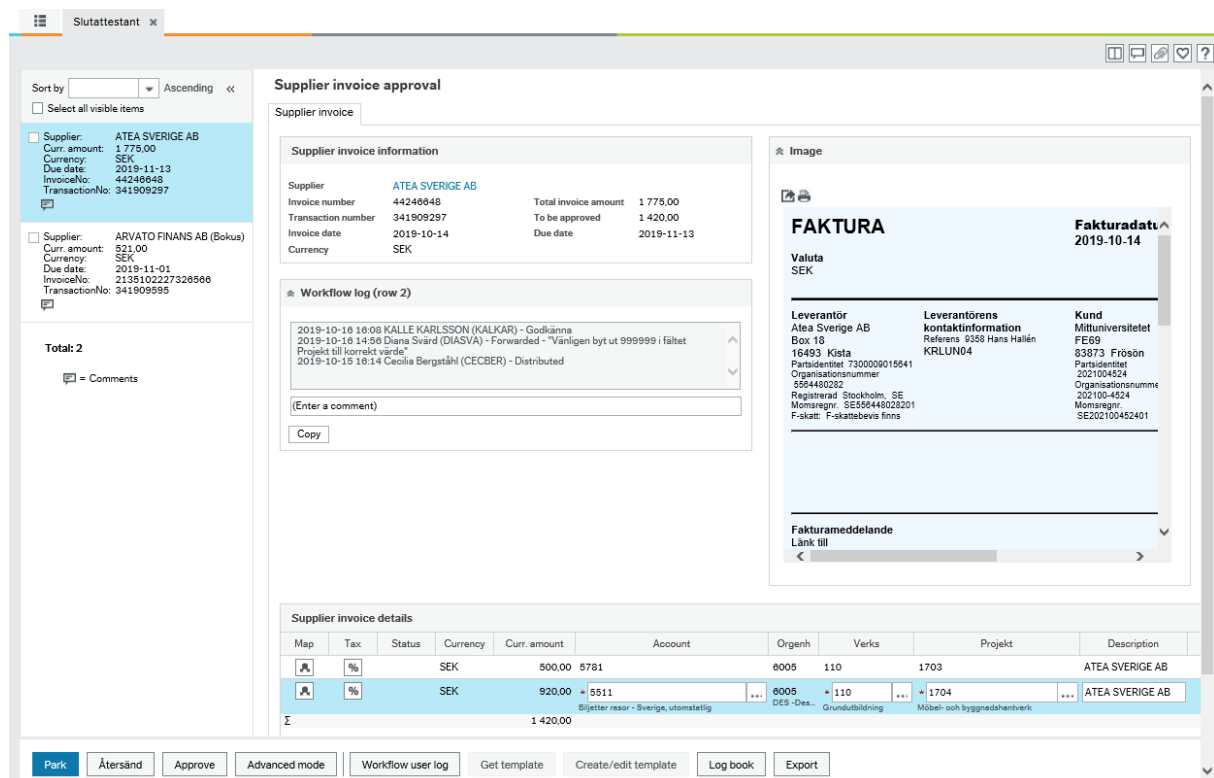 Slutattestant ×
?
Sort by Ascending «
Select all visible items
Supplier: ATEA SVERIGE AB
Curr. amount: 1 775,00
Currency: SEK
Due date: 2019-11-13
InvoiceNo: 44246648
TransactionNo: 341909297
Supplier: ARVATO FINANS AB (Bokus)
Curr. amount: 521,00
Currency: SEK
Due date: 2019-11-01
InvoiceNo: 2135102227326566
TransactionNo: 341909595
Total: 2
= Comments
Supplier invoice approval
Supplier invoice
Supplier invoice information
Supplier ATEA SVERIGE AB
Invoice number 44246648 Total invoice amount 1 775,00
Transaction number 341909297 To be approved 1 420,00
Invoice date 2019-10-14 Due date 2019-11-13
Currency SEK
Workflow log (row 2)
2019-10-16 16:08 KALLE KARLSSON (KALKAR) - Godkänna
2019-10-16 14:56 Diana Svärd (DIASVA) - Forwarded - "Vänligen byt ut 999999 i fältet
Projekt till korrekt värde"
2019-10-15 16:14 Cecilia Bergståhl (CECBER) - Distributed
(Enter a comment)
Copy
Image
FAKTURA Fakturadatu
2019-10-14
Valuta
SEK
Leverantör
Atea Sverige AB
Box 18
16493 Kista
Partsidentitet 7300009015641
Organisationsnummer
5564480282
Registrerad Stockholm, SE
Momsregnr. SE556448028201
F-skatt: F-skattebevis finns
Leverantörens
kontaktinformation
Referens 9358 Hans Hallén
KRLUN04
Kund
Mittuniversitetet
FE69
83873 Frösön
Partsidentitet
2021004524
Organisationsnumme
202100-4524
Momsregnr.
SE202100452401
Fakturameddelande
Länk till
Supplier invoice details
Map Tax Status Currency Curr. amount Account Orgenh Verks Projekt Description
% SEK 500,00 5781 6005 110 1703 ATEA SVERIGE AB
% SEK 920,00 * 5511 ... 6005 * 110 ... * 1704 ... ATEA SVERIGE AB
Biljetter resor - Sverige, utomstatlig DES -Des... Grundutbildning Möbel- och byggnadshantverk
Σ 1 420,00
Park Återsänd Approve Advanced mode Workflow user log Get template Create/edit template Log book Export